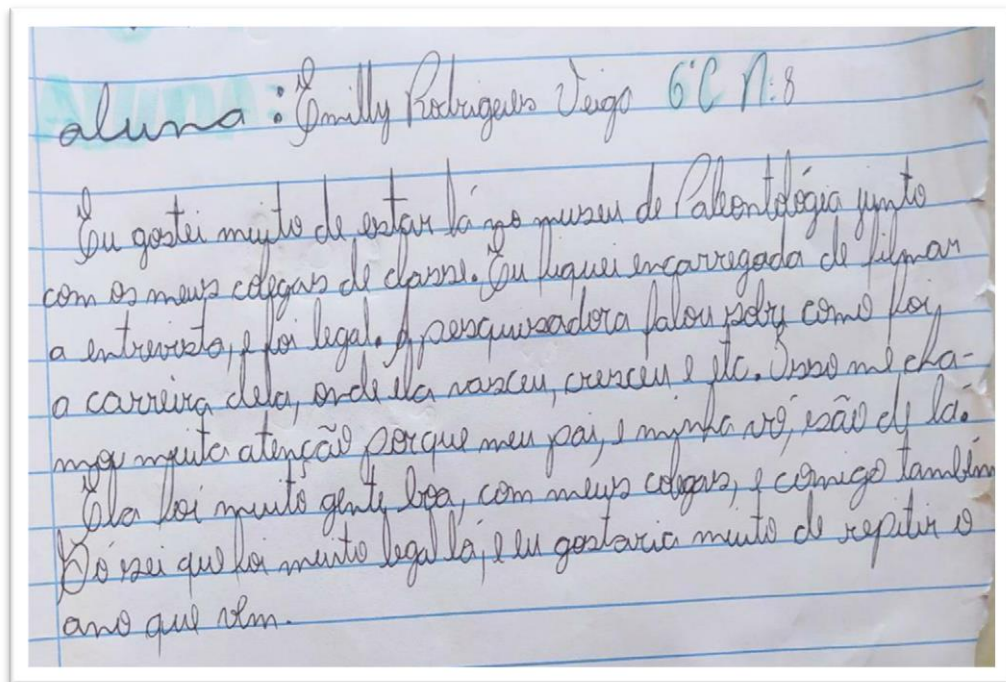 aluna: Emilly Rodrigues Veiga 6°C N:8
Eu gostei muito de estar lá no museu de Paleontológia junto
com os meus colegas de classe. Eu fiquei encarregada de filmar
a entrevista, e foi legal. A pesquisadora falou sobre como foi,
a carreira dela, onde ela nasceu, cresceu e etc. Isso me cha-
mou muita atenção porque meu pai, e minha vó, são de lá.
Ela foi muito gente boa, com meus colegas, e comigo também
Só sei que foi muito legal lá, e eu gostaria muito de repitir o
ano que vem.